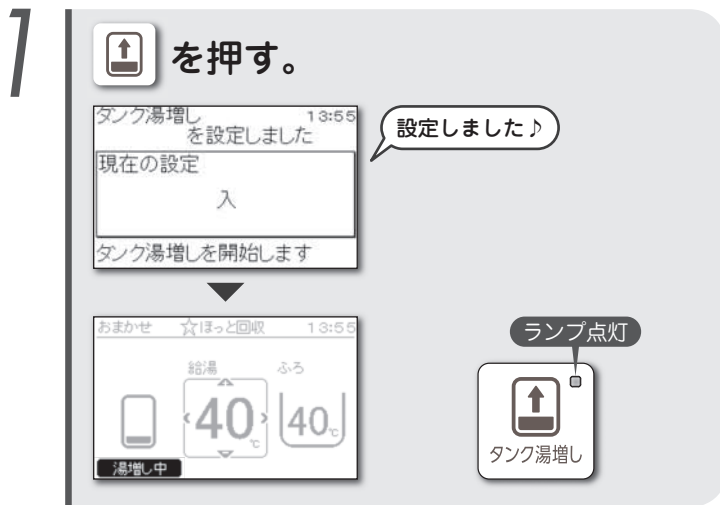 1
を押す。
タンク湯増し 13:55
を設定しました
現在の設定
入
タンク湯増しを開始します
設定しました♪
おまかせ ☆ほっと回収 13:55
給湯 ふろ
40℃ 40℃
湯増し中
ランプ点灯
タンク湯増し